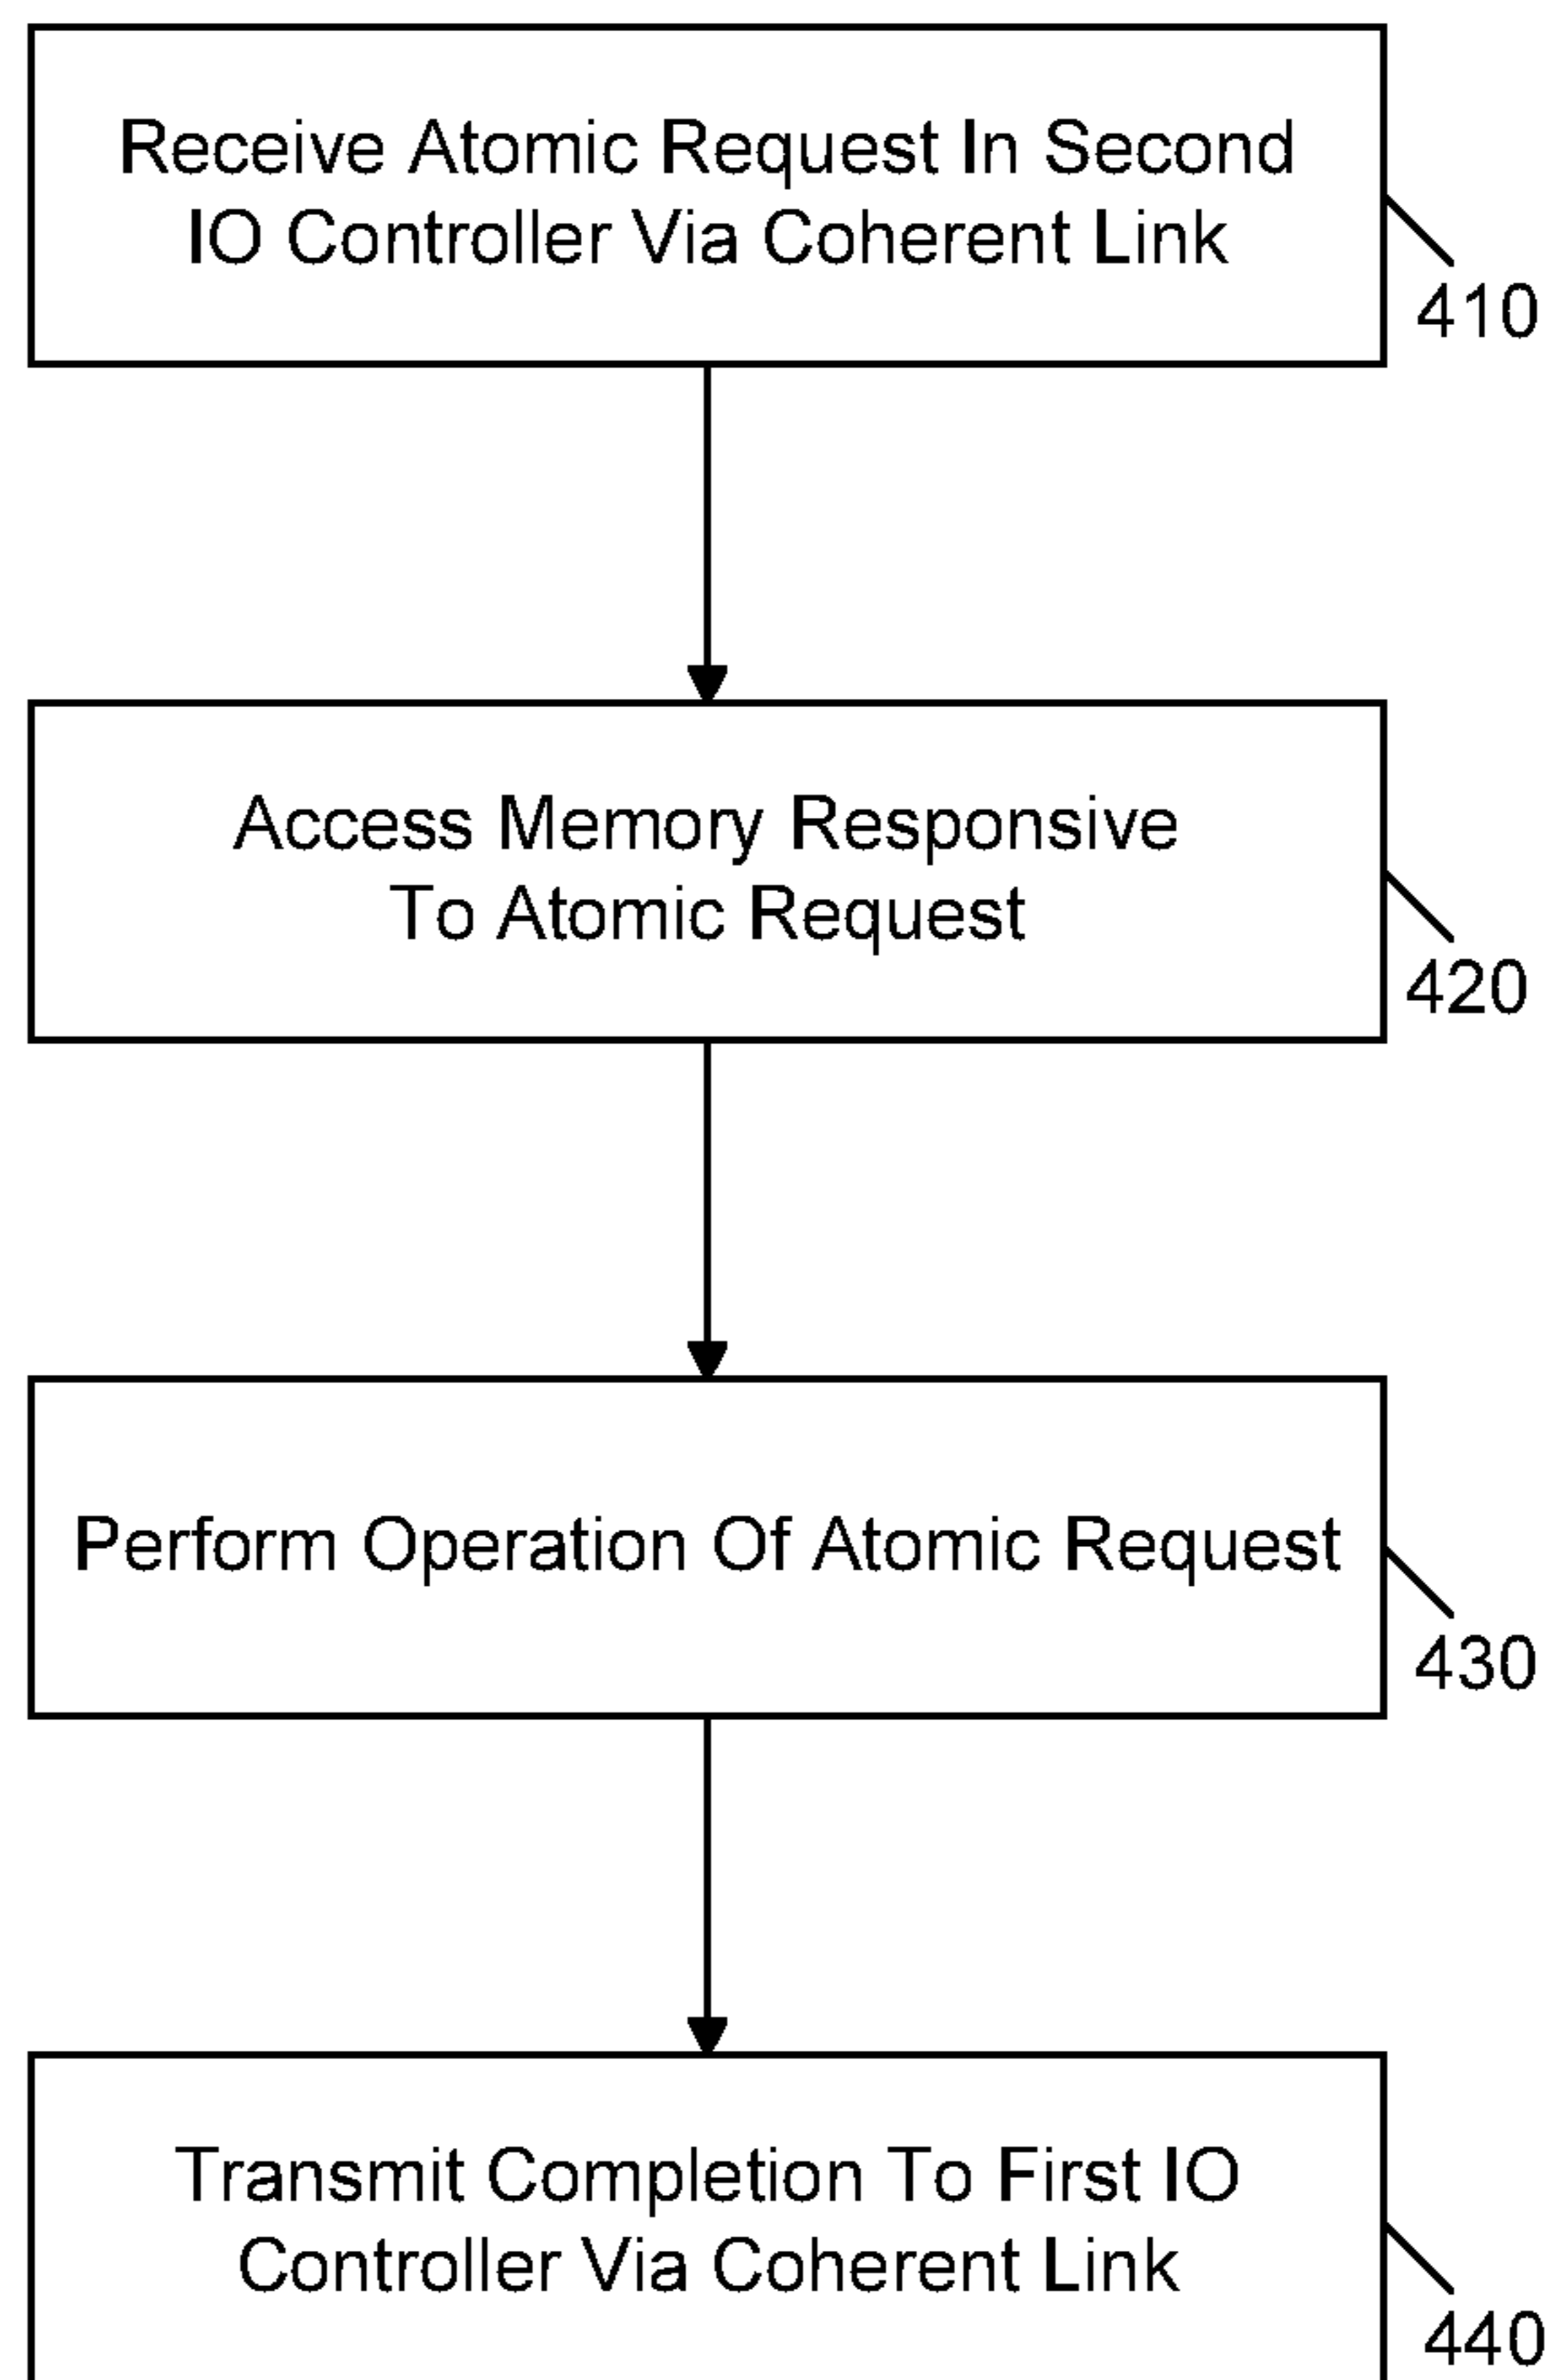 Receive Atomic Request In Second
IO Controller Via Coherent Link
410
Access Memory Responsive
To Atomic Request
420
Perform Operation Of Atomic Request
430
Transmit Completion To First IO
Controller Via Coherent Link
440